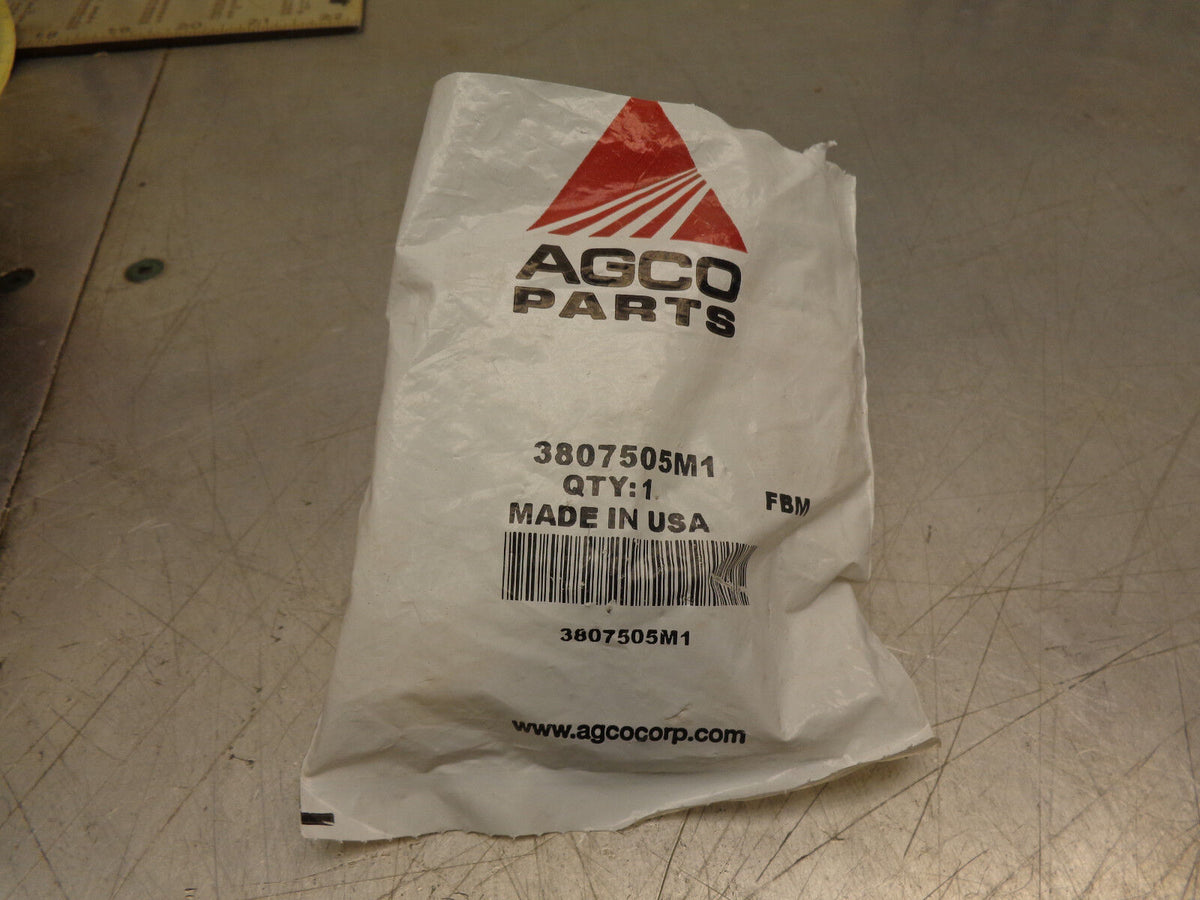 AGCO
PARTS
3807505M1
QTY:1
MADE IN USA
FBM
3807505M1
www.agcocorp.com